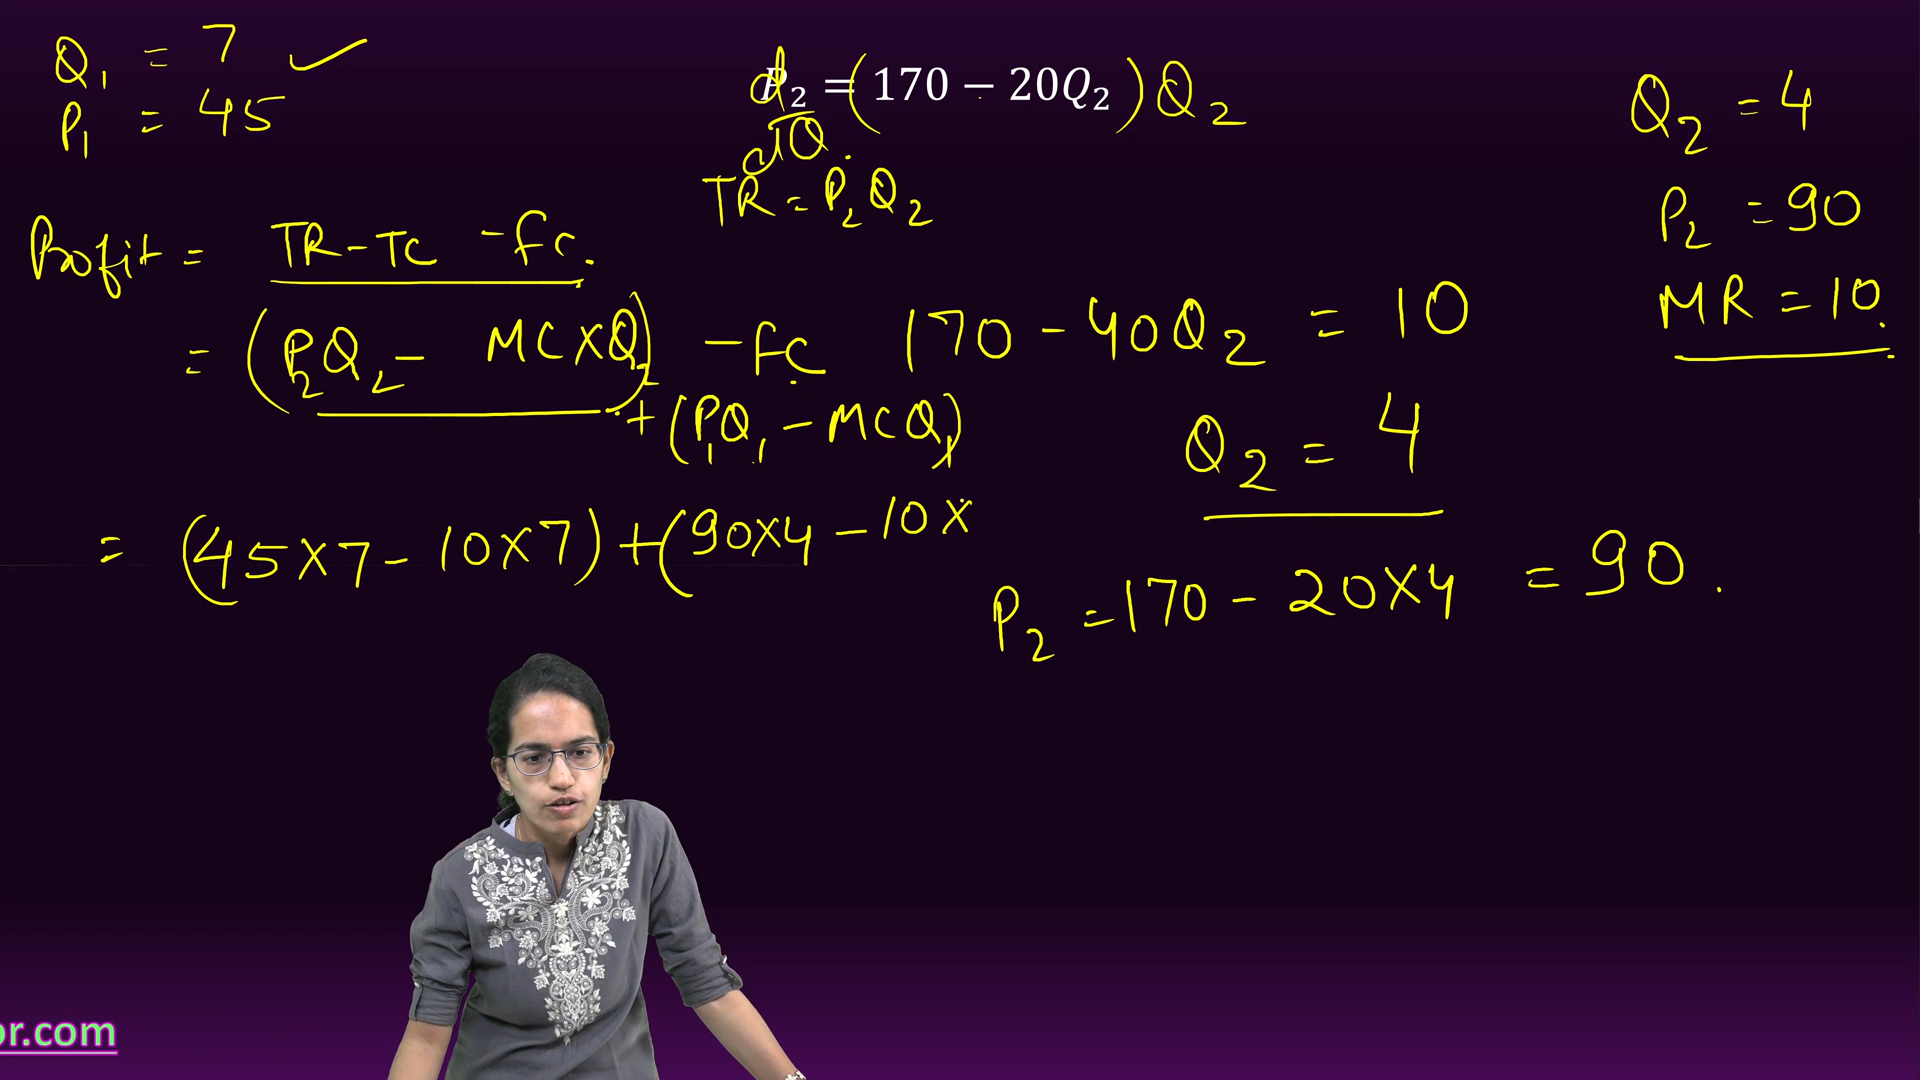 Q₁ = 7 ✓
P₁ = 45
Profit = TR - TC - FC.
= (P₂Q₂ - MC×Q₂) - FC
+ (P₁Q₁ - MCQ₁)
= (45×7 - 10×7) + (90×4 - 10×
₂ = (170 − 20Q₂) Q₂
d
dQ
TR = P₂Q₂
170 - 40Q₂ = 10
Q₂ = 4
P₂ = 170 - 20×4 = 90.
Q₂ = 4
P₂ = 90
MR = 10.
or.com